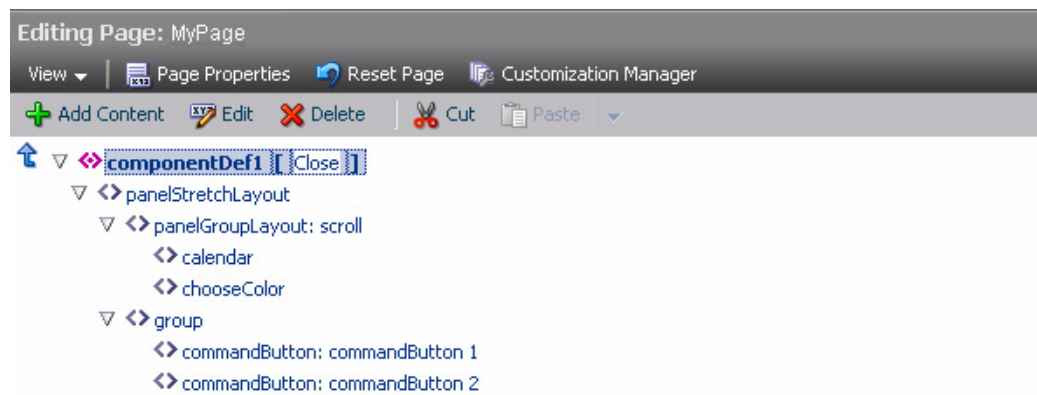 Editing Page: MyPage
View Page Properties Reset Page Customization Manager
Add Content Edit Delete Cut Paste
componentDef1 [ Close ]
panelStretchLayout
panelGroupLayout: scroll
calendar
chooseColor
group
commandButton: commandButton 1
commandButton: commandButton 2